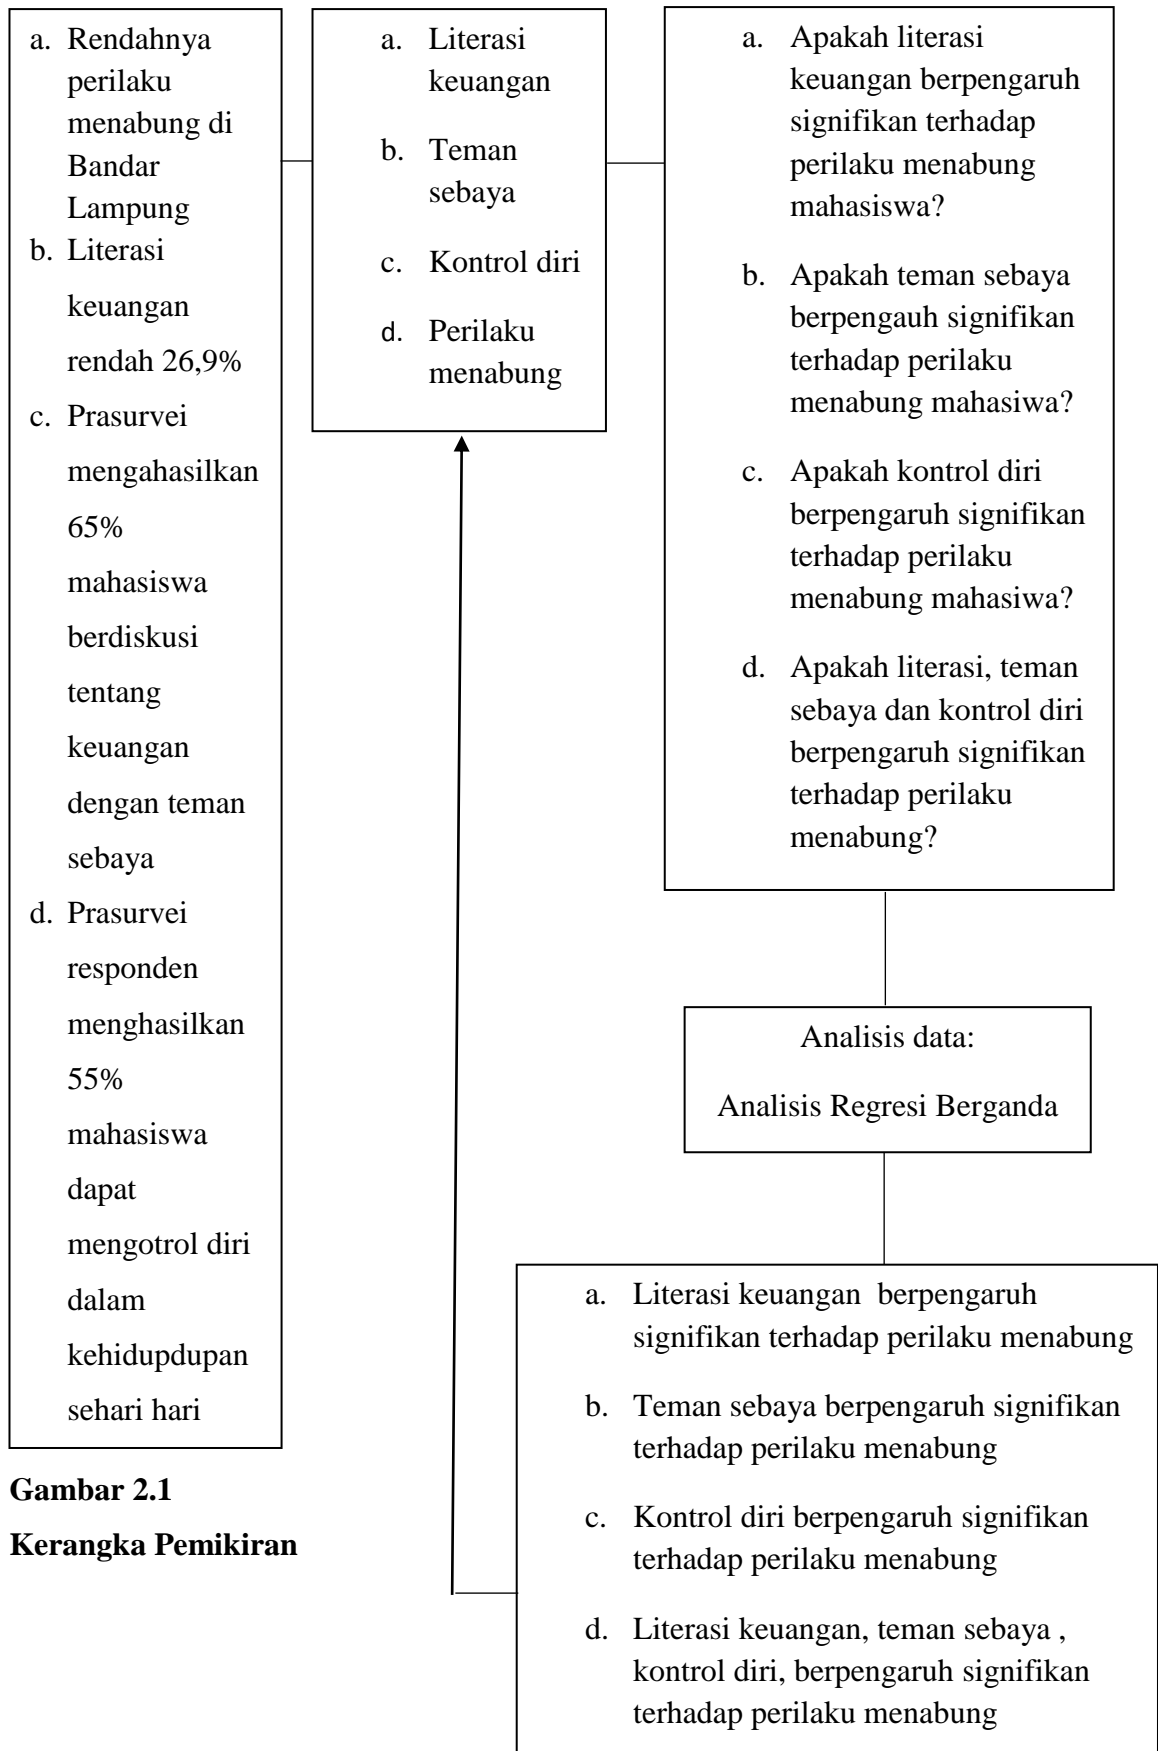 a. Rendahnya
perilaku
menabung di
Bandar
Lampung
b. Literasi
keuangan
rendah 26,9%
c. Prasurvei
mengahasilkan
65%
mahasiswa
berdiskusi
tentang
keuangan
dengan teman
sebaya
d. Prasurvei
responden
menghasilkan
55%
mahasiswa
dapat
mengotrol diri
dalam
kehidupdupan
sehari hari
a. Literasi
keuangan
b. Teman
sebaya
c. Kontrol diri
d. Perilaku
menabung
a. Apakah literasi
keuangan berpengaruh
signifikan terhadap
perilaku menabung
mahasiswa?
b. Apakah teman sebaya
berpengauh signifikan
terhadap perilaku
menabung mahasiwa?
c. Apakah kontrol diri
berpengaruh signifikan
terhadap perilaku
menabung mahasiwa?
d. Apakah literasi, teman
sebaya dan kontrol diri
berpengaruh signifikan
terhadap perilaku
menabung?
Analisis data:
Analisis Regresi Berganda
a. Literasi keuangan berpengaruh
signifikan terhadap perilaku menabung
b. Teman sebaya berpengaruh signifikan
terhadap perilaku menabung
c. Kontrol diri berpengaruh signifikan
terhadap perilaku menabung
d. Literasi keuangan, teman sebaya ,
kontrol diri, berpengaruh signifikan
terhadap perilaku menabung
Gambar 2.1
Kerangka Pemikiran